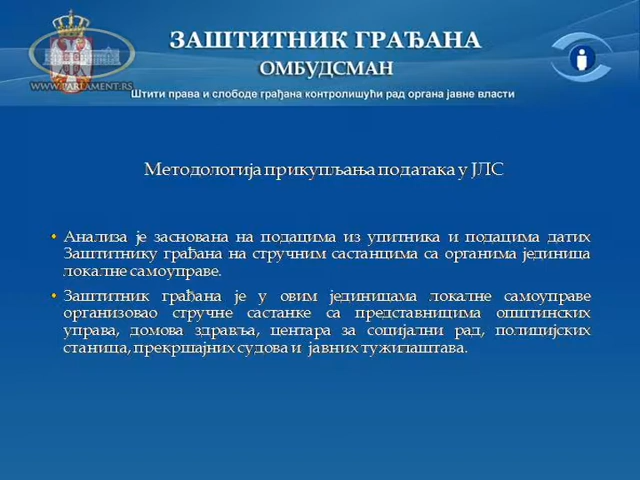 ЗАШТИТНИК ГРАЂАНА
ОМБУДСМАН
WWW.PARLAMENT.RS
Штити права и слободе грађана контролишући рад органа јавне власти
Методологија прикупљања података у ЈЛС
• Анализа је заснована на подацима из упитника и подацима датих
Заштитнику грађана на стручним састанцима са органима јединица
локалне самоуправе.
• Заштитник грађана је у овим јединицама локалне самоуправе
организовао стручне састанке са представницима општинских
управа, домова здравља, центара за социјални рад, полицијских
станица, прекршајних судова и јавних тужилаштава.